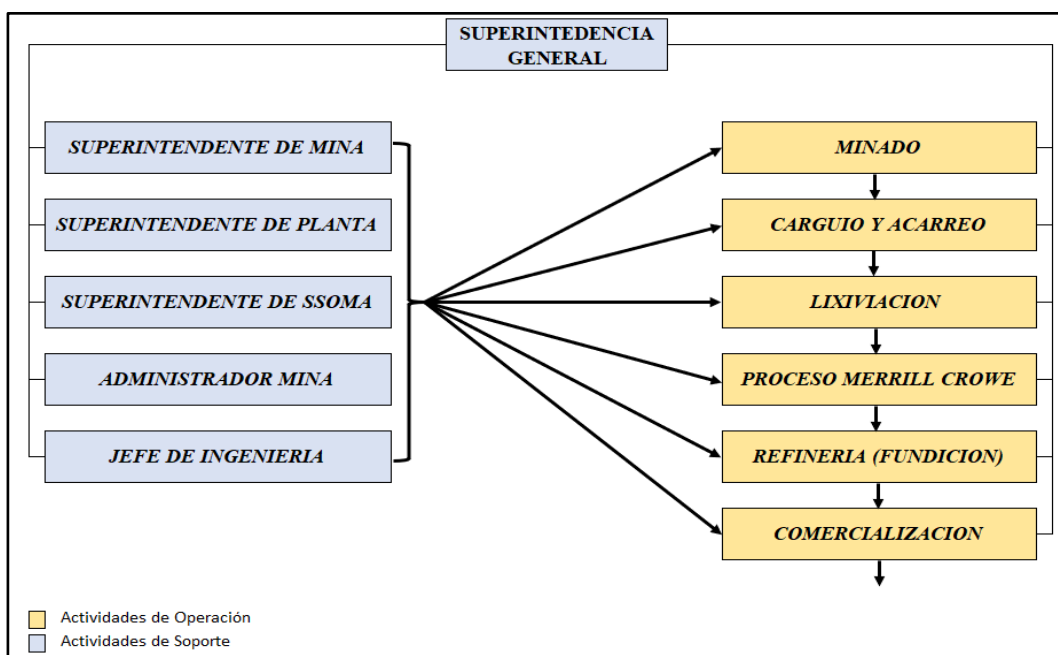 SUPERINTEDENCIA
GENERAL
SUPERINTENDENTE DE MINA
SUPERINTENDENTE DE PLANTA
SUPERINTENDENTE DE SSOMA
ADMINISTRADOR MINA
JEFE DE INGENIERIA
MINADO
CARGUIO Y ACARREO
LIXIVIACION
PROCESO MERRILL CROWE
REFINERIA (FUNDICION)
COMERCIALIZACION
Actividades de Operación
Actividades de Soporte